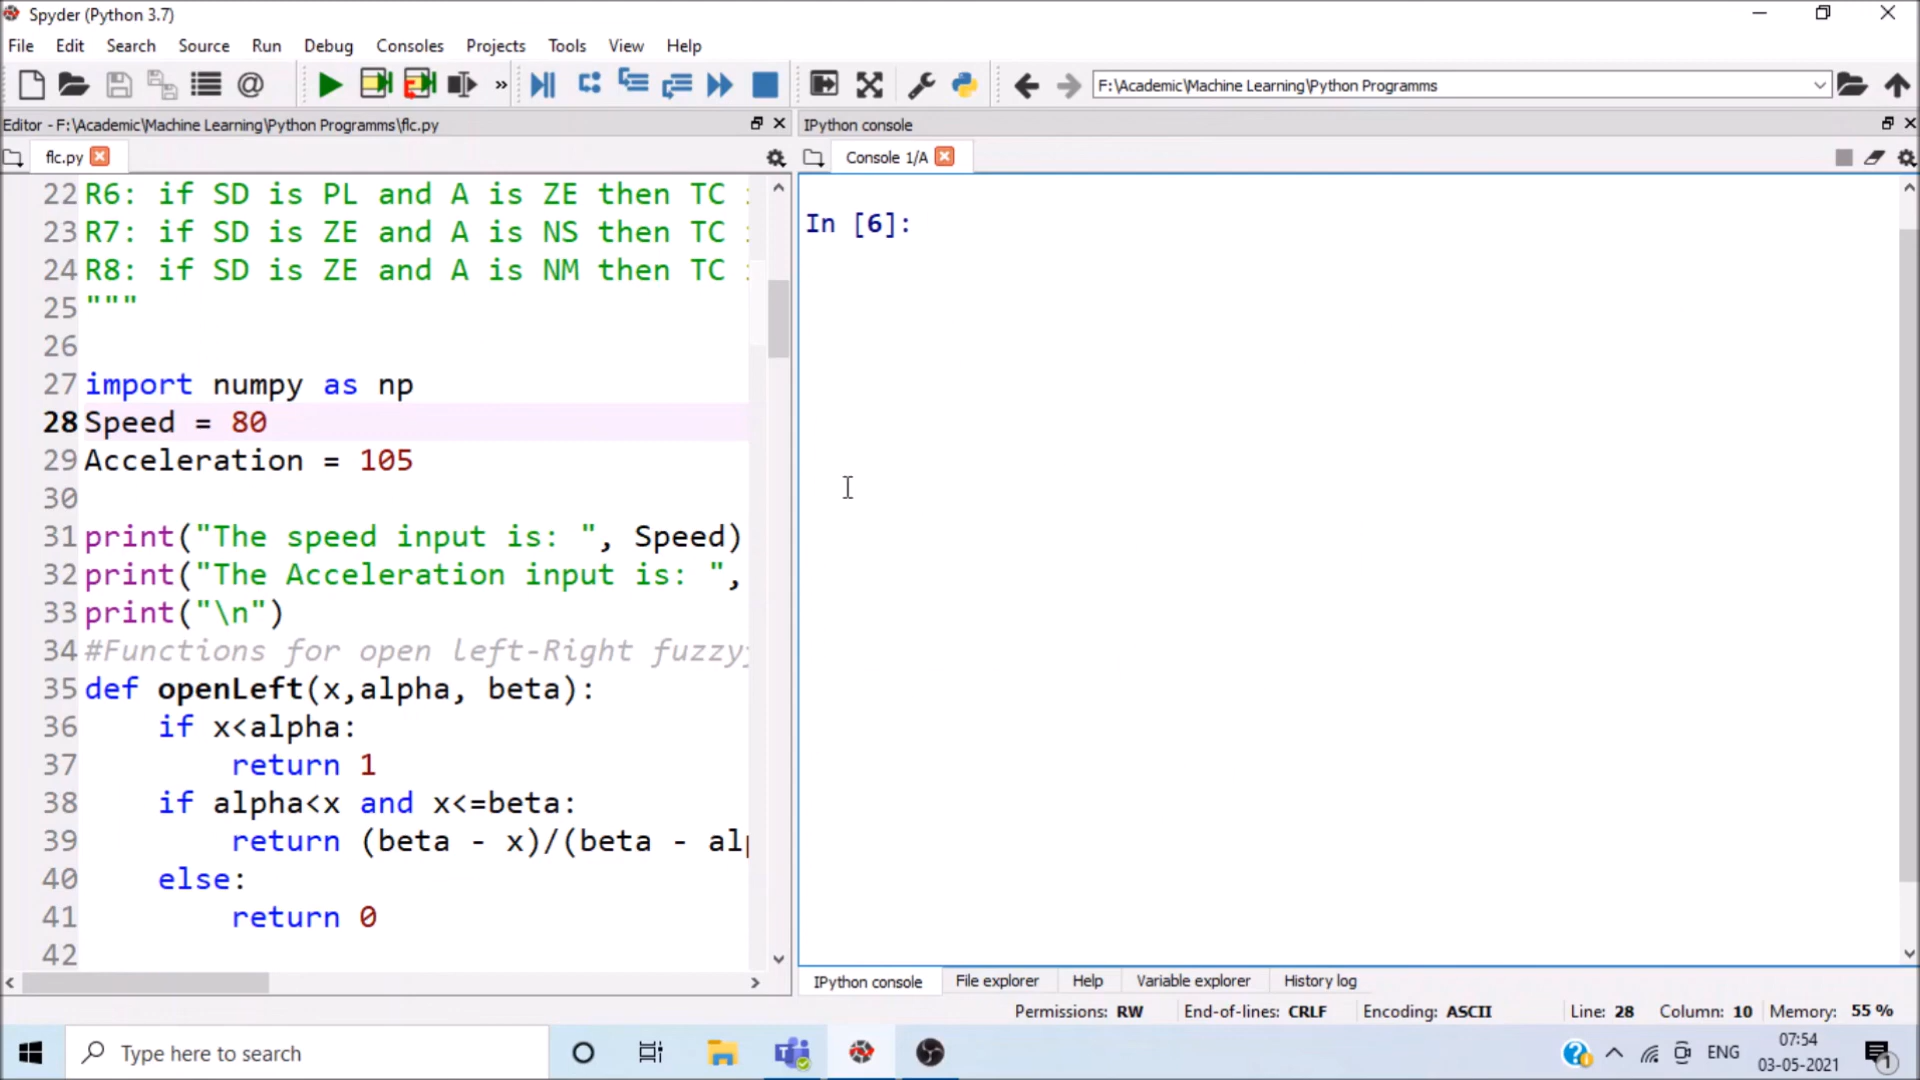 Spyder (Python 3.7)
File Edit Search Source Run Debug Consoles Projects Tools View Help
F:\Academic\Machine Learning\Python Programms
Editor - F:\Academic\Machine Learning\Python Programms\flc.py
IPython console
flc.py
Console 1/A
22 R6: if SD is PL and A is ZE then TC
23 R7: if SD is ZE and A is NS then TC
24 R8: if SD is ZE and A is NM then TC
25 """
26
27 import numpy as np
28 Speed = 80
29 Acceleration = 105
30
31 print("The speed input is: ", Speed)
32 print("The Acceleration input is: ",
33 print("\n")
34 #Functions for open left-Right fuzzy
35 def openLeft(x,alpha, beta):
36 if x<alpha:
37 return 1
38 if alpha<x and x<=beta:
39 return (beta - x)/(beta - al
40 else:
41 return 0
42
In [6]:
IPython console File explorer Help Variable explorer History log
Permissions: RW End-of-lines: CRLF Encoding: ASCII Line: 28 Column: 10 Memory: 55 %
Type here to search
ENG
07:54
03-05-2021
1